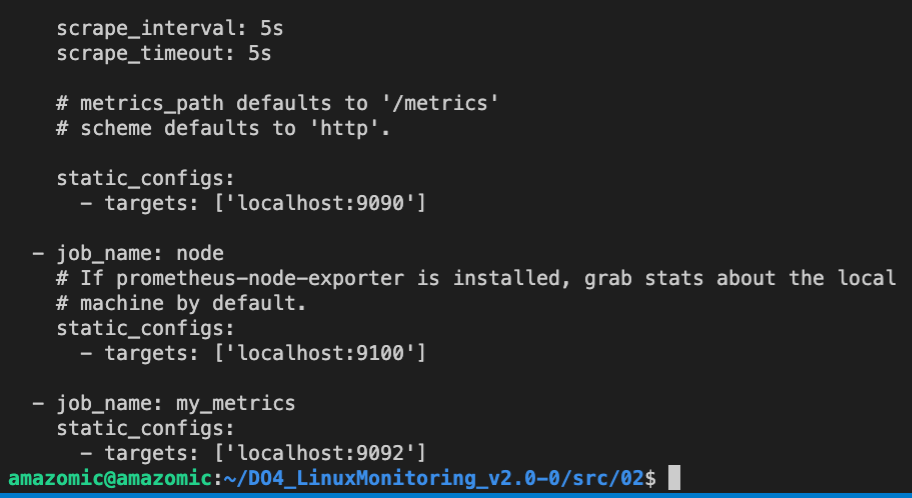 scrape_interval: 5s
scrape_timeout: 5s
# metrics_path defaults to '/metrics'
# scheme defaults to 'http'.
static_configs:
- targets: ['localhost:9090']
- job_name: node
# If prometheus-node-exporter is installed, grab stats about the local
# machine by default.
static_configs:
- targets: ['localhost:9100']
- job_name: my_metrics
static_configs:
- targets: ['localhost:9092']
amazomic@amazomic:~/DO4_LinuxMonitoring_v2.0-0/src/02$